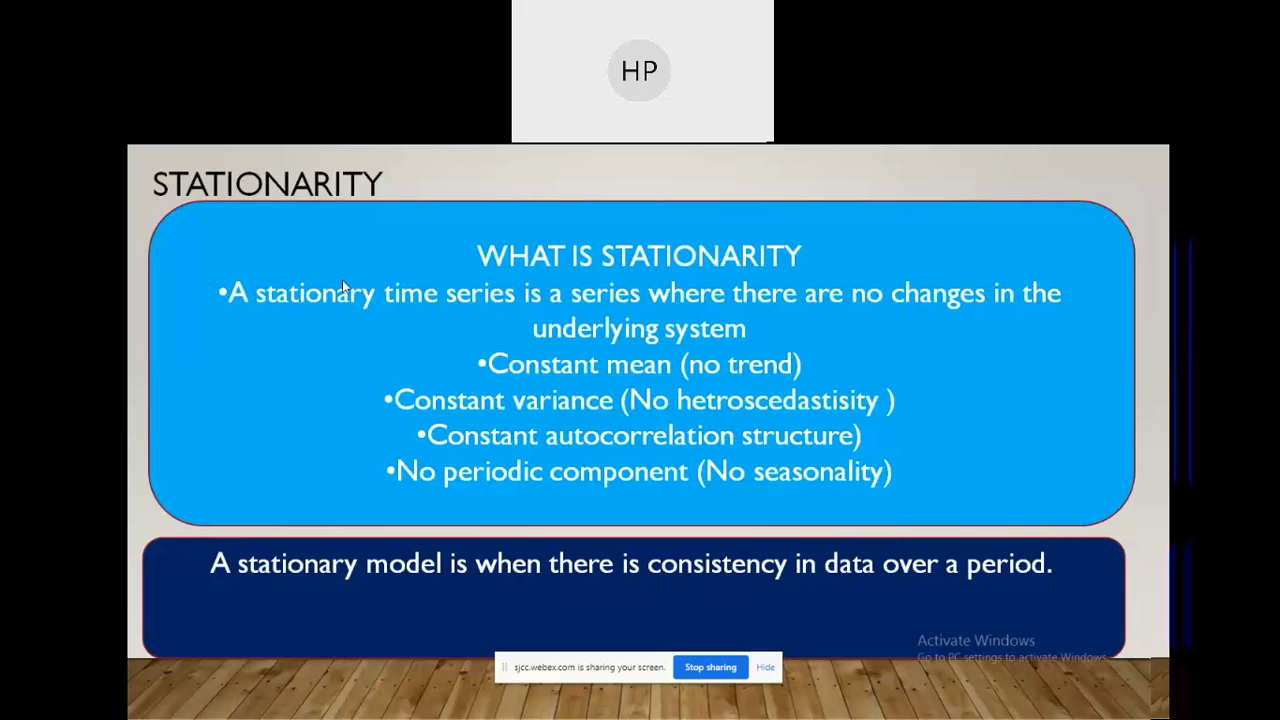 HP
STATIONARITY
WHAT IS STATIONARITY
•A stationary time series is a series where there are no changes in the
underlying system
•Constant mean (no trend)
•Constant variance (No hetroscedastisity )
•Constant autocorrelation structure)
•No periodic component (No seasonality)
A stationary model is when there is consistency in data over a period.
Activate Windows
Go to PC settings to activate Windows.
sjcc.webex.com is sharing your screen.
Stop sharing
Hide